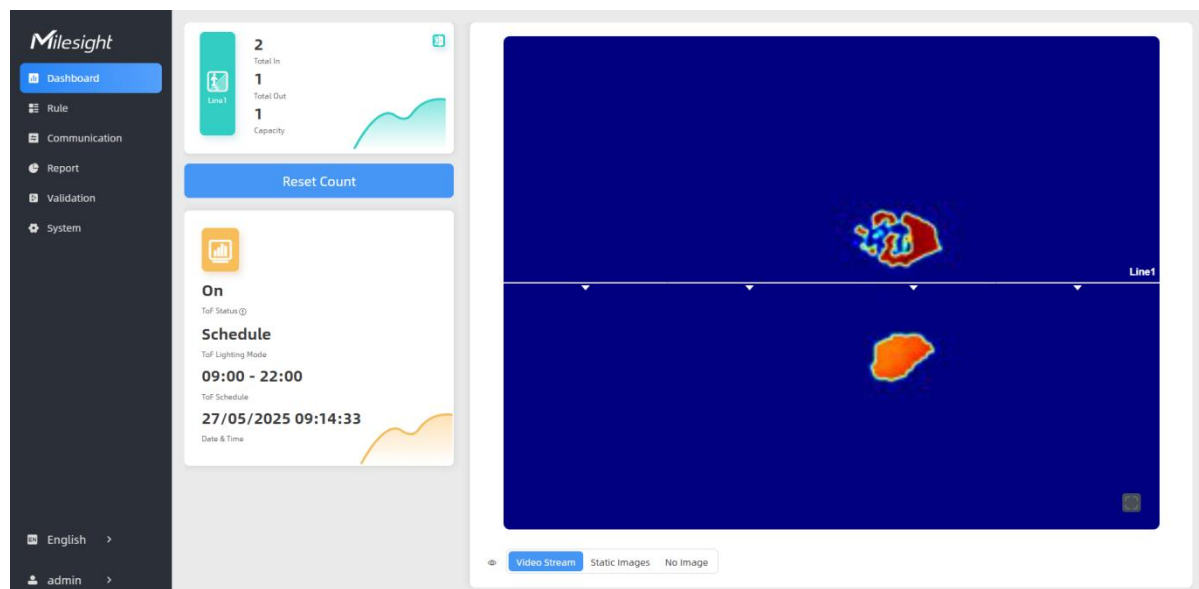 Milesight
Dashboard
Rule
Communication
Report
Validation
System
EN English >
admin >
Line1
2
Total In
1
Total Out
1
Capacity
Reset Count
On
ToF Status
Schedule
ToF Lighting Mode
09:00 - 22:00
ToF Schedule
27/05/2025 09:14:33
Date & Time
Line1
Video Stream Static Images No Image